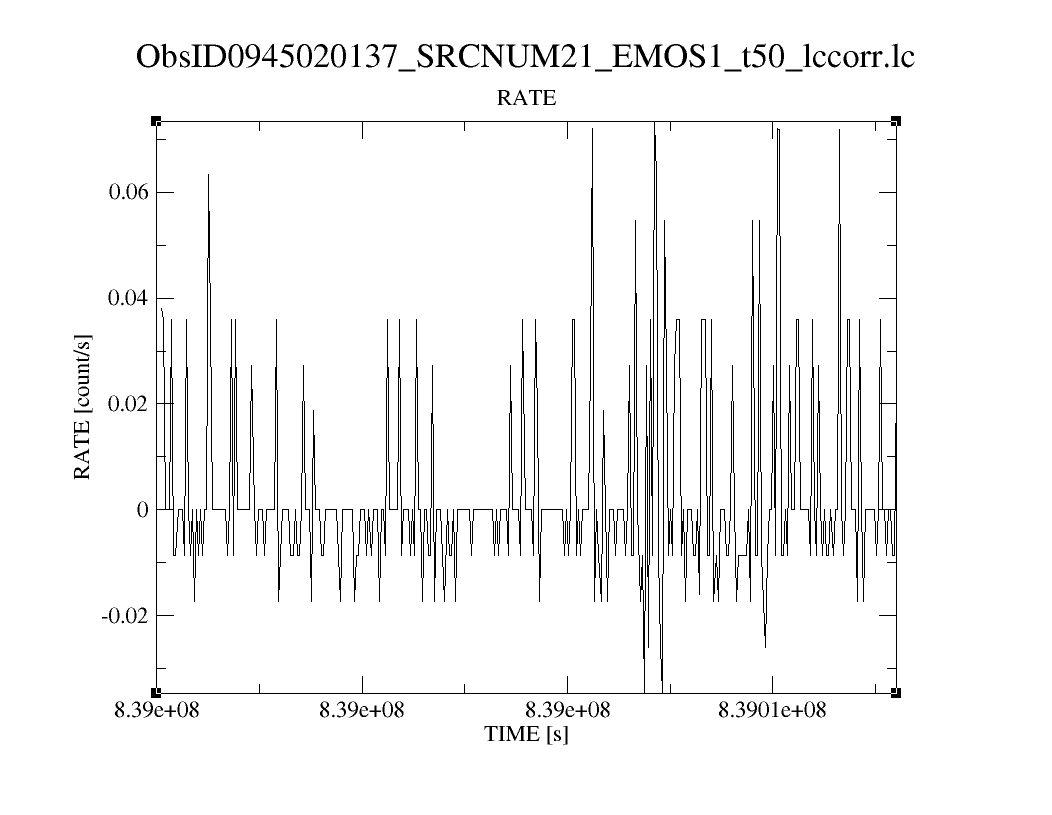 ObsID0945020137_SRCNUM21_EMOS1_t50_lccorr.lc
RATE
0.06
0.04
0.02
0
-0.02
RATE [count/s]
8.39e+08 8.39e+08 8.39e+08 8.3901e+08
TIME [s]